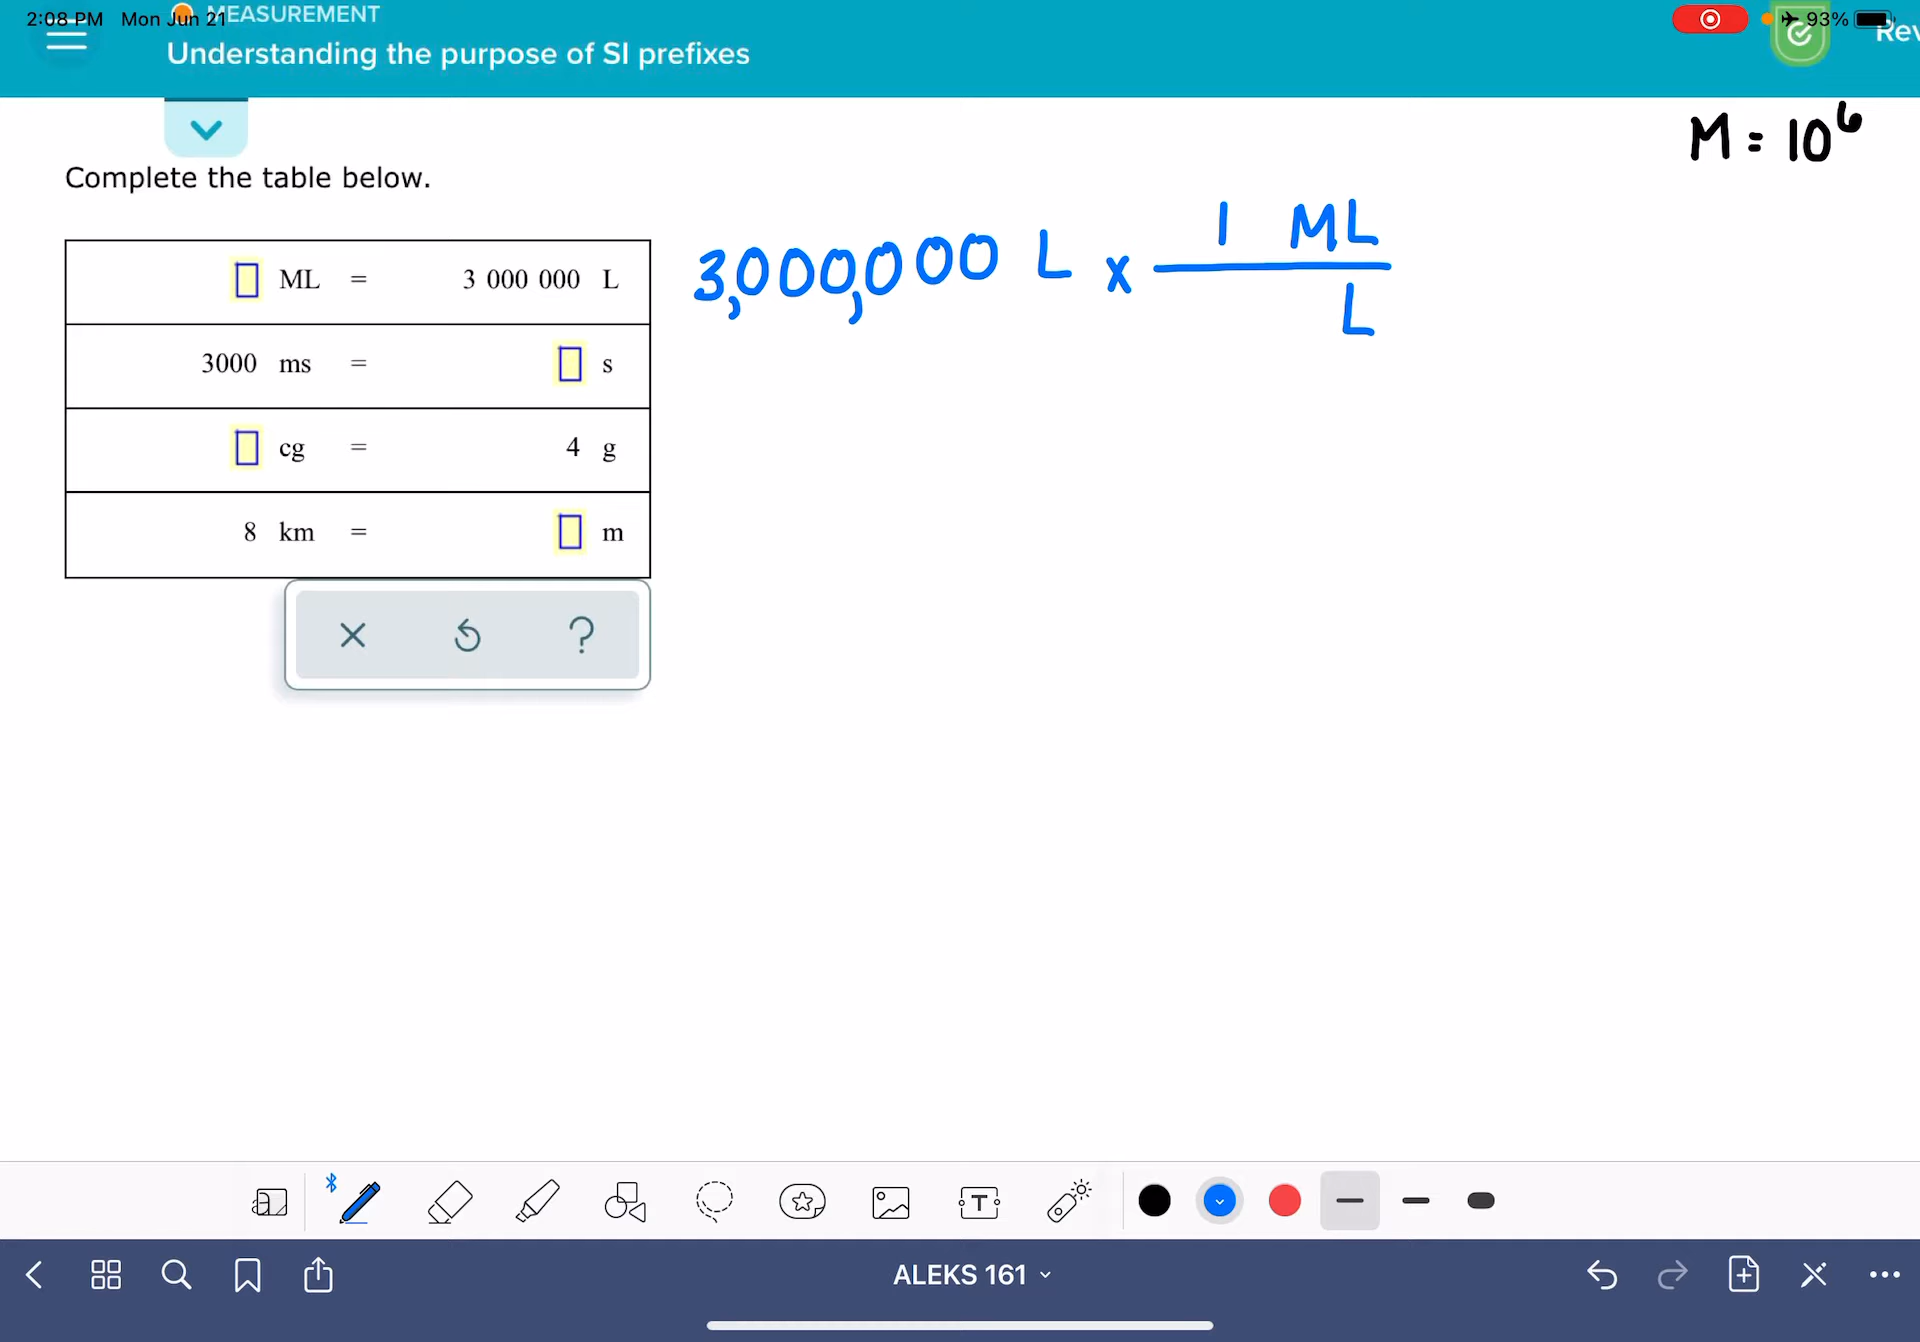 2:08 PM Mon Jun 21
MEASUREMENT
93%
Understanding the purpose of SI prefixes
M = 10⁶
Complete the table below.
ML = 3 000 000 L
3000 ms = s
cg = 4 g
8 km = m
3,000,000 L x 1 ML
L
?
T
ALEKS 161